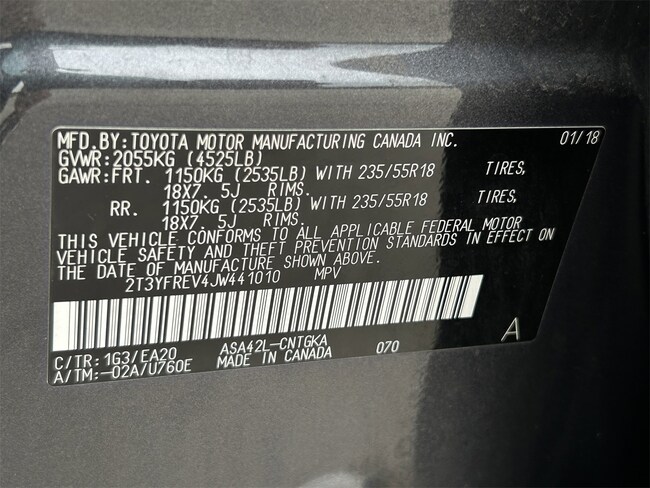 MFD.BY:TOYOTA MOTOR MANUFACTURING CANADA INC. 01/18
GVWR:2055KG (4525LB)
GAWR:FRT. 1150KG (2535LB) WITH 235/55R18 TIRES,
18X7.5J RIMS.
RR. 1150KG (2535LB) WITH 235/55R18 TIRES,
18X7.5J RIMS.
THIS VEHICLE CONFORMS TO ALL APPLICABLE FEDERAL MOTOR
VEHICLE SAFETY AND THEFT PREVENTION STANDARDS IN EFFECT ON
THE DATE OF MANUFACTURE SHOWN ABOVE.
2T3YFREV4JW441010 MPV
A
C/TR:1G3/EA20 ASA42L-CNTGKA 070
A/TM:-02A/U760E MADE IN CANADA